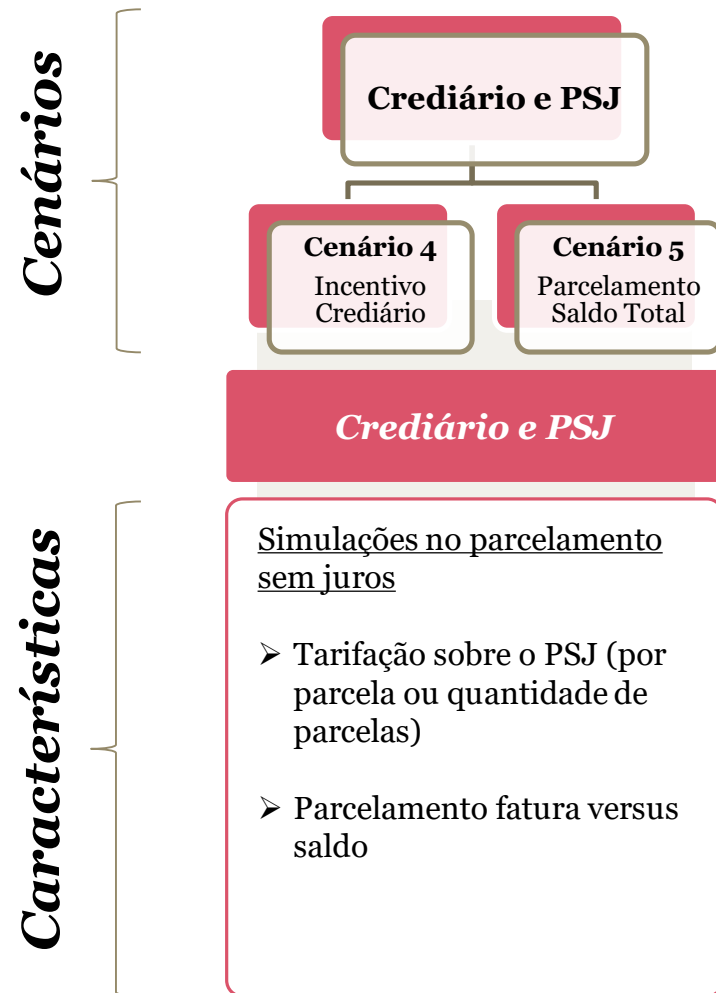 Cenários
Crediário e PSJ
Cenário 4
Incentivo
Crediário
Cenário 5
Parcelamento
Saldo Total
Crediário e PSJ
Características
Simulações no parcelamento
sem juros
➢ Tarifação sobre o PSJ (por
parcela ou quantidade de
parcelas)
➢ Parcelamento fatura versus
saldo